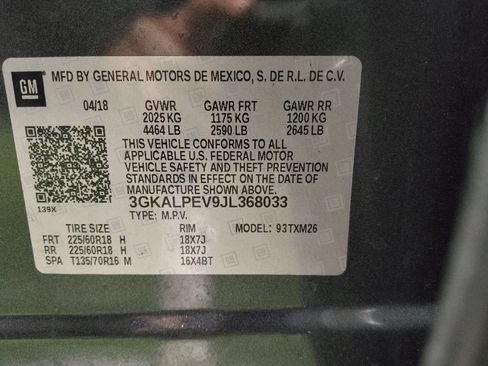 MFD BY GENERAL MOTORS DE MEXICO, S. DE R.L. DE C.V.
GM
04/18 GVWR GAWR FRT GAWR RR
2025 KG 1175 KG 1200 KG
4464 LB 2590 LB 2645 LB
THIS VEHICLE CONFORMS TO ALL
APPLICABLE U.S. FEDERAL MOTOR
VEHICLE SAFETY AND THEFT PREVENTION
STANDARDS IN EFFECT ON THE DATE OF
MANUFACTURE SHOWN ABOVE.
139X
3GKALPEV9JL368033
TYPE: M.P.V.
TIRE SIZE RIM MODEL: 93TXM26
FRT 225/60R18 H 18X7J
RR 225/60R18 H 18X7J
SPA T135/70R16 M 16X4BT